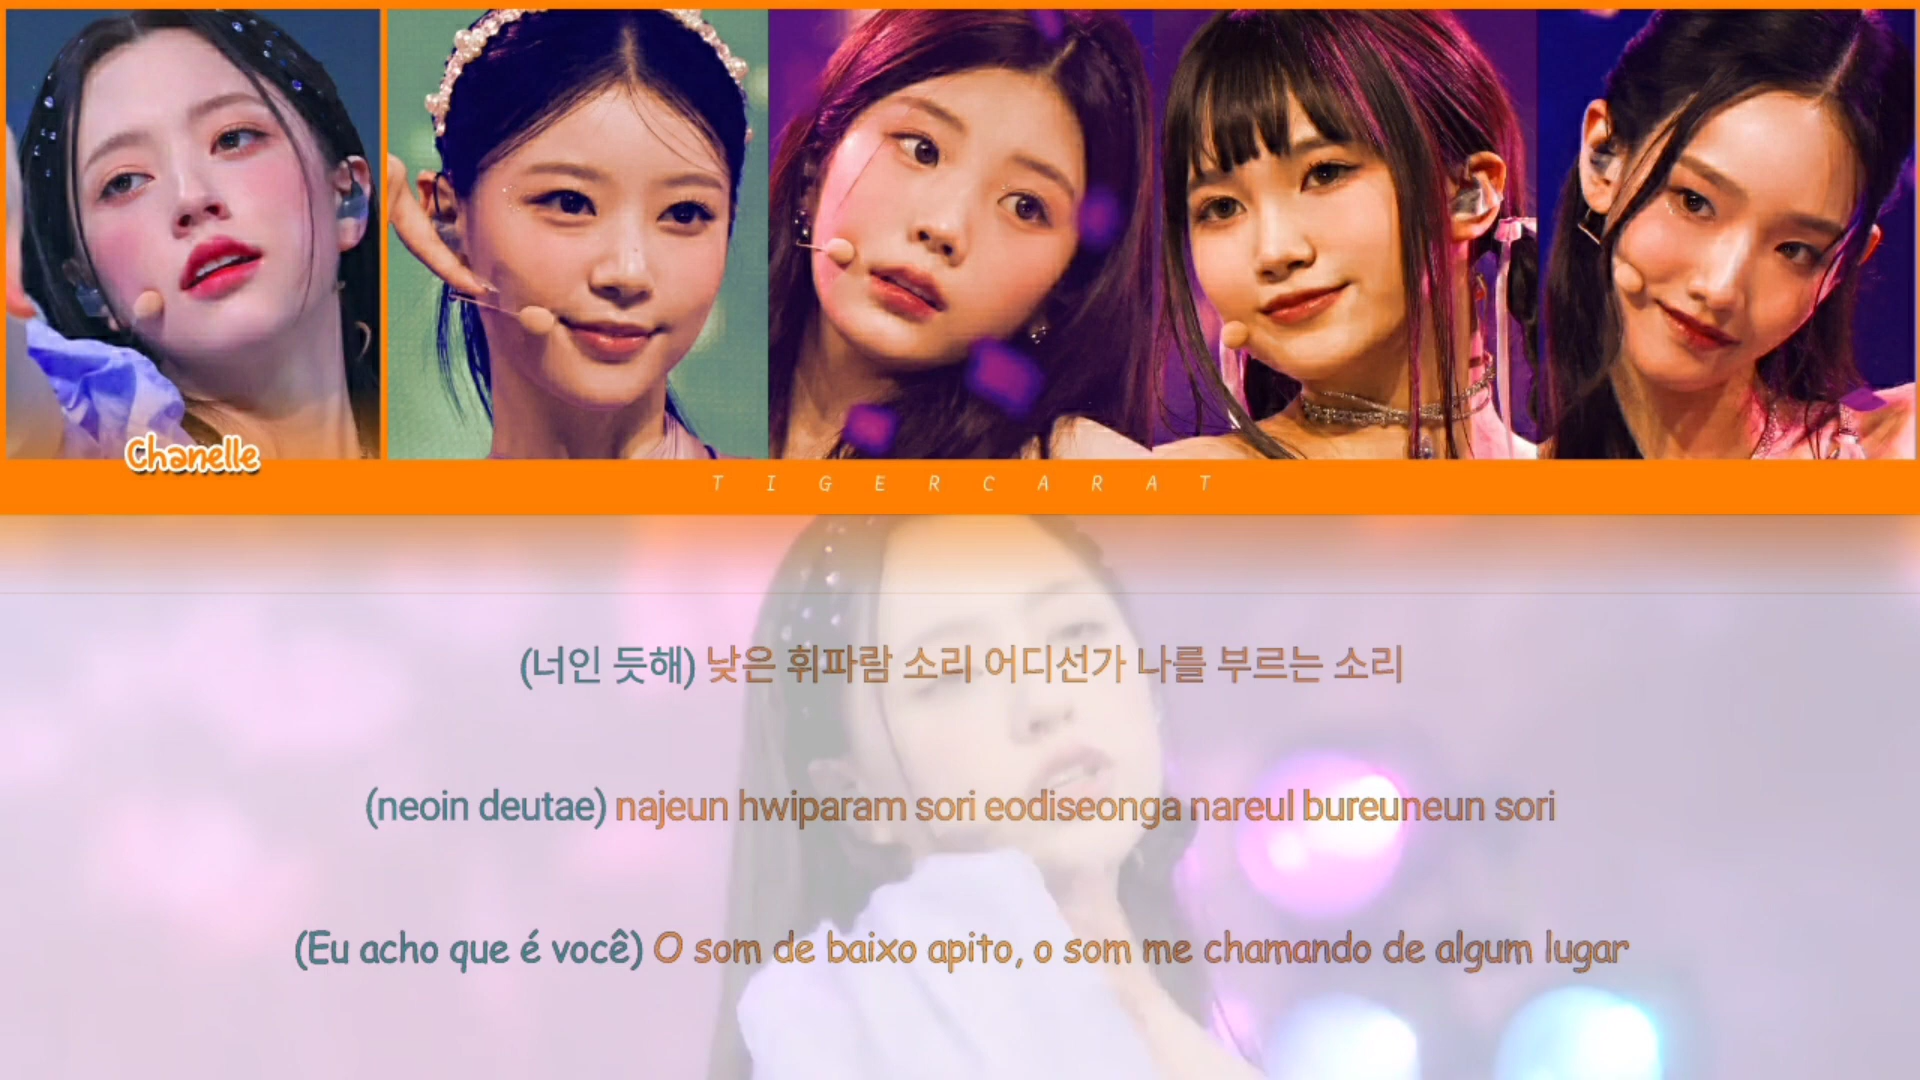 Chanelle
TIGERCARAT
(너인 듯해) 낮은 휘파람 소리 어디선가 나를 부르는 소리
(neoin deutae) najeun hwiparam sori eodiseonga nareul bureuneun sori
(Eu acho que é você) O som de baixo apito, o som me chamando de algum lugar